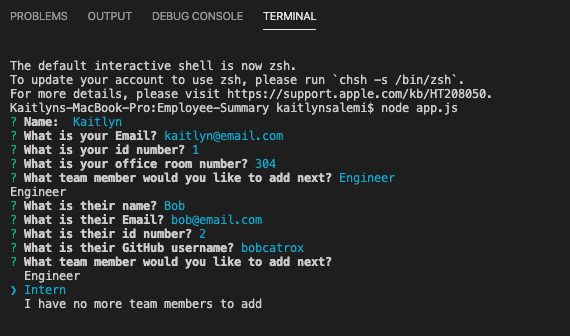 PROBLEMS OUTPUT DEBUG CONSOLE TERMINAL
The default interactive shell is now zsh.
To update your account to use zsh, please run `chsh -s /bin/zsh`.
For more details, please visit https://support.apple.com/kb/HT208050.
Kaitlyns-MacBook-Pro:Employee-Summary kaitlynsalemi$ node app.js
? Name:  Kaitlyn
? What is your Email? kaitlyn@email.com
? What is your id number? 1
? What is your office room number? 304
? What team member would you like to add next? Engineer
Engineer
? What is their name? Bob
? What is their Email? bob@email.com
? What is their id number? 2
? What is their GitHub username? bobcatrox
? What team member would you like to add next?
  Engineer
❯ Intern
  I have no more team members to add